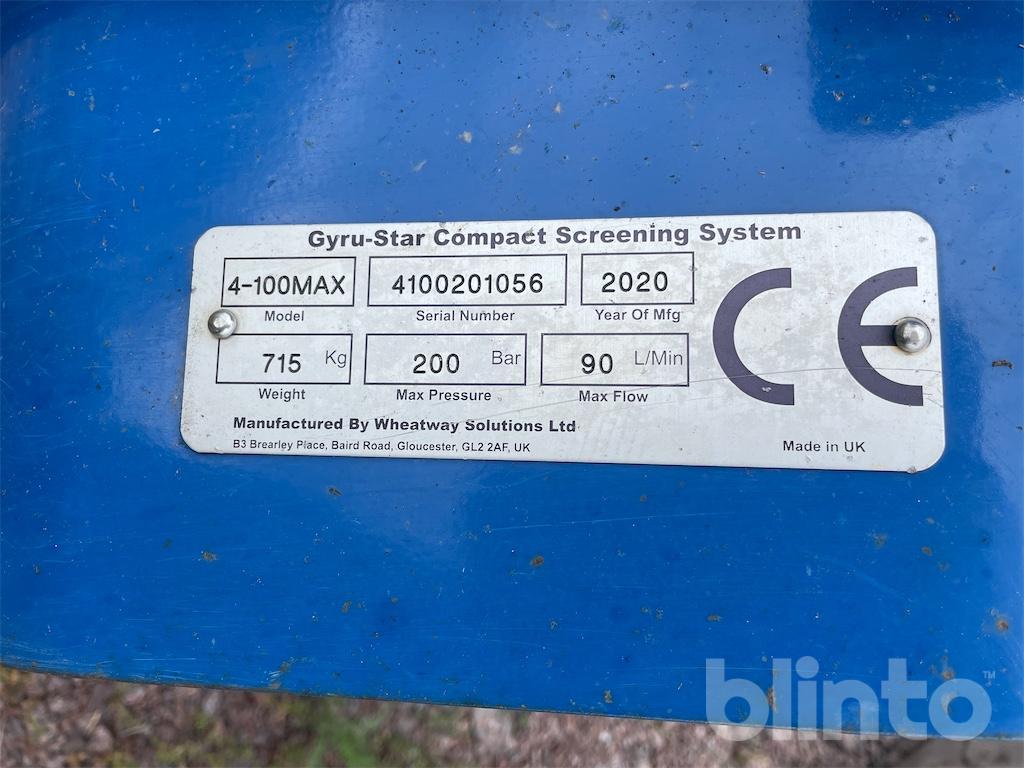 Gyru-Star Compact Screening System
4-100MAX 4100201056 2020
Model Serial Number Year Of Mfg
CE
715 Kg 200 Bar 90 L/Min
Weight Max Pressure Max Flow
Manufactured By Wheatway Solutions Ltd
B3 Brearley Place, Baird Road, Gloucester, GL2 2AF, UK
Made in UK
blinto™